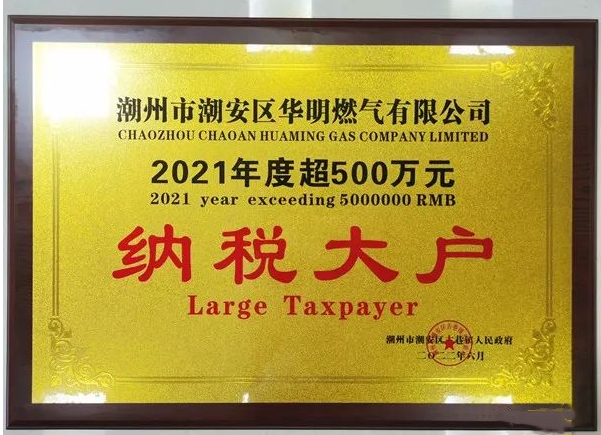 潮州市潮安区华明燃气有限公司
CHAOZHOU CHAOAN HUAMING GAS COMPANY LIMITED
2021年度超500万元
2021 year exceeding 5000000 RMB
纳税大户
Large Taxpayer
潮州市潮安区古巷镇人民政府
二〇二二年六月